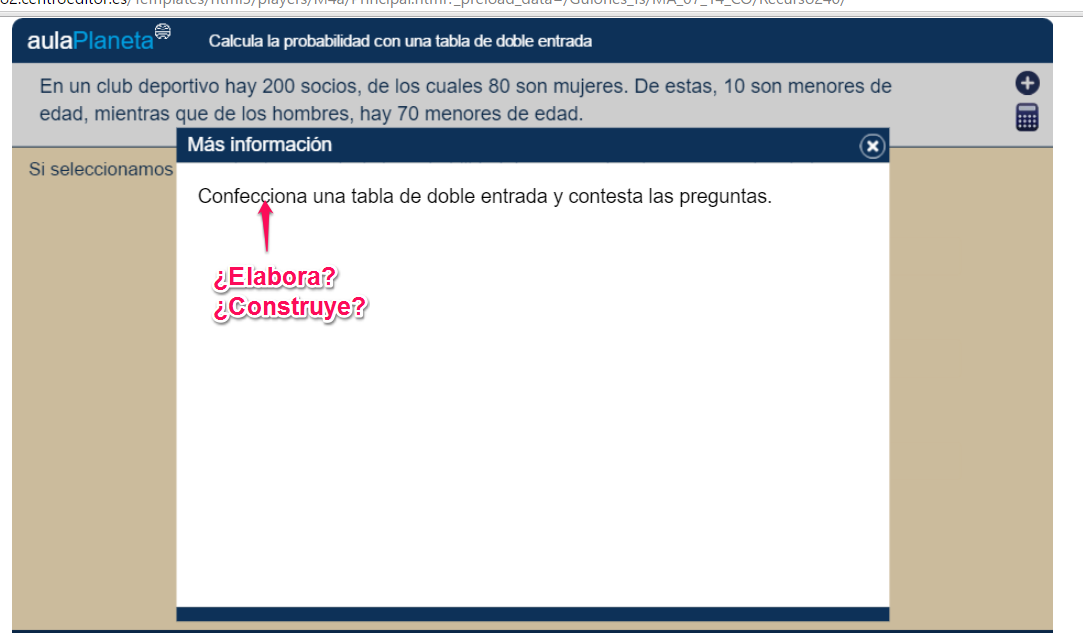 aulaPlaneta Calcula la probabilidad con una tabla de doble entrada
En un club deportivo hay 200 socios, de los cuales 80 son mujeres. De estas, 10 son menores de
edad, mientras que de los hombres, hay 70 menores de edad.
Más información
Si seleccionamos
Confecciona una tabla de doble entrada y contesta las preguntas.
¿Elabora?
¿Construye?